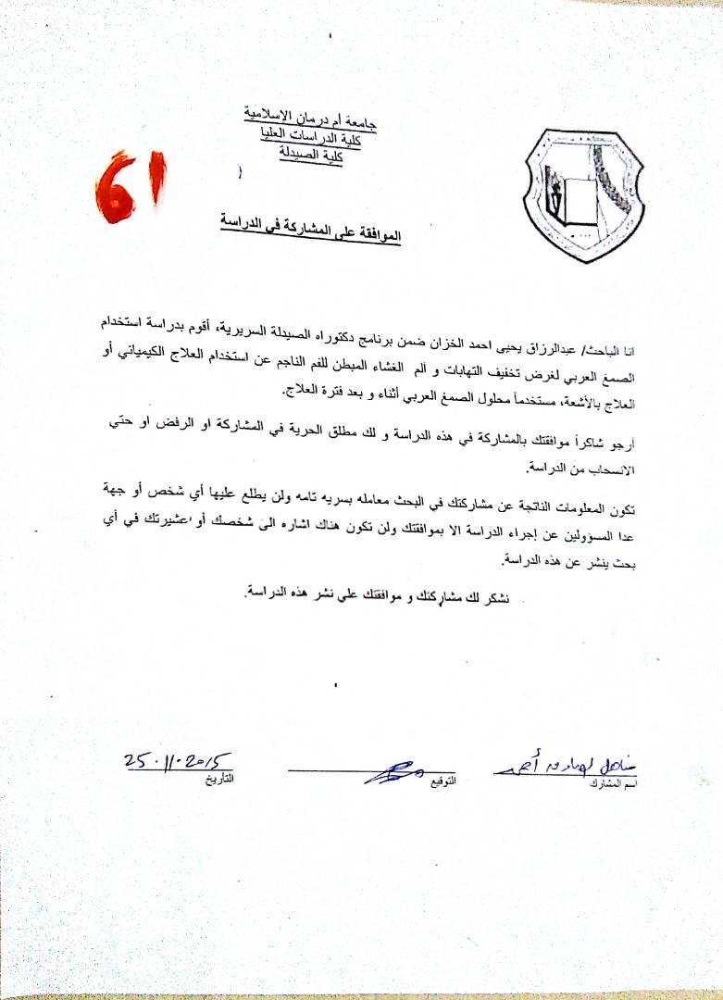 جامعة أم درمان الإسلامية
كلية الدراسات العليا
كلية الصيدلة
61
الموافقة على المشاركة في الدراسة
انا الباحث/ عبدالرزاق يحيى احمد الخزان ضمن برنامج دكتوراه الصيدلة السريرية، أقوم بدراسة استخدام
الصمغ العربي لغرض تخفيف التهابات و ألم الغشاء المبطن للفم الناجم عن استخدام العلاج الكيميائي أو
العلاج بالأشعة، مستخدماً محلول الصمغ العربي أثناء و بعد فترة العلاج.
أرجو شاكراً موافقتك بالمشاركة في هذه الدراسة و لك مطلق الحرية في المشاركة او الرفض او حتي
الانسحاب من الدراسة.
تكون المعلومات الناتجة عن مشاركتك في البحث معامله بسريه تامه ولن يطلع عليها أي شخص أو جهة
عدا المسؤولين عن إجراء الدراسة الا بموافقتك ولن تكون هناك اشاره الى شخصك أو عشيرتك في أي
بحث ينشر عن هذه الدراسة.
نشكر لك مشاركتك و موافقتك علي نشر هذه الدراسة.
أحمد
25.11.2015
اسم المشارك
التوقيع
التأريخ